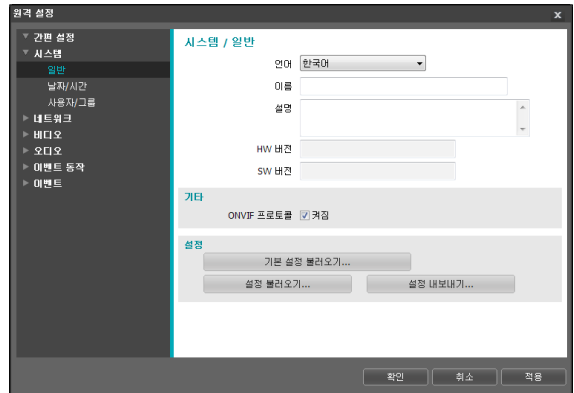 원격 설정
x
간편 설정
시스템
일반
날짜/시간
사용자/그룹
네트워크
비디오
오디오
이벤트 동작
이벤트
시스템 / 일반
언어 한국어
이름
설명
HW 버전
SW 버전
기타
ONVIF 프로토콜 켜짐
설정
기본 설정 불러오기...
설정 불러오기... 설정 내보내기...
확인 취소 적용